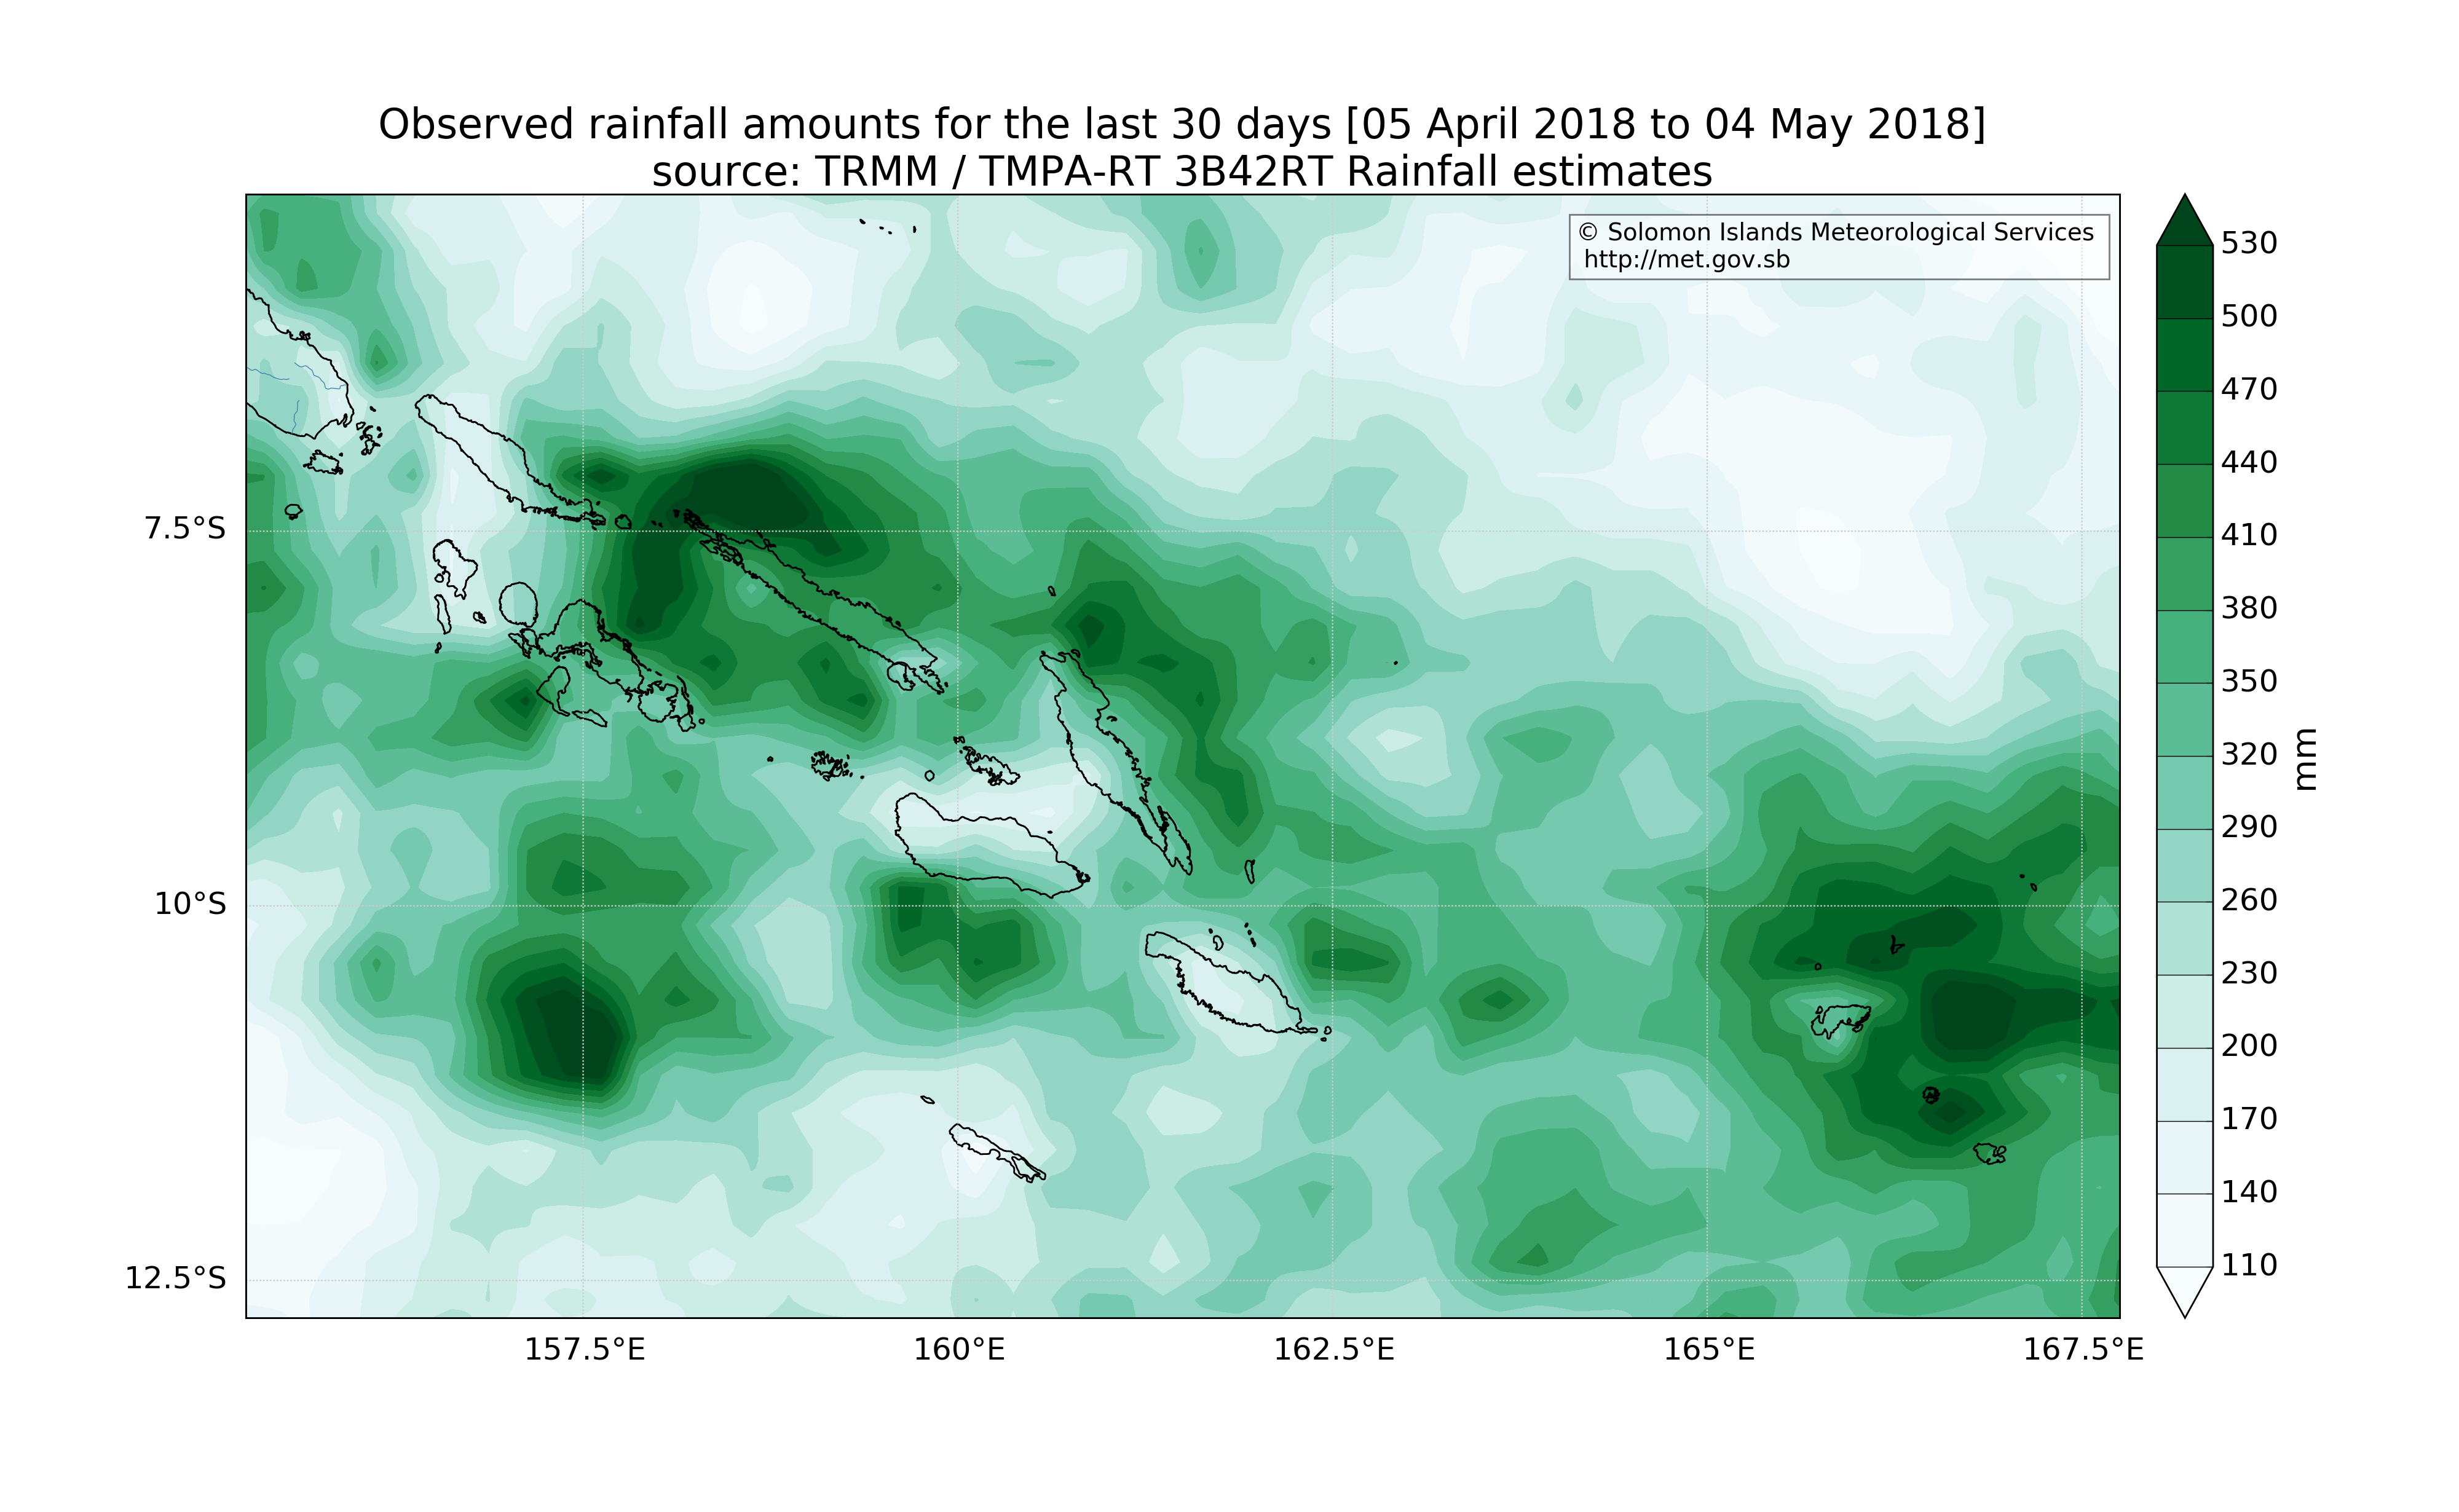 Observed rainfall amounts for the last 30 days [05 April 2018 to 04 May 2018]
source: TRMM / TMPA-RT 3B42RT Rainfall estimates
© Solomon Islands Meteorological Services
http://met.gov.sb
7.5°S
10°S
12.5°S
157.5°E
160°E
162.5°E
165°E
167.5°E
530
500
470
440
410
380
350
320
290
260
230
200
170
140
110
mm